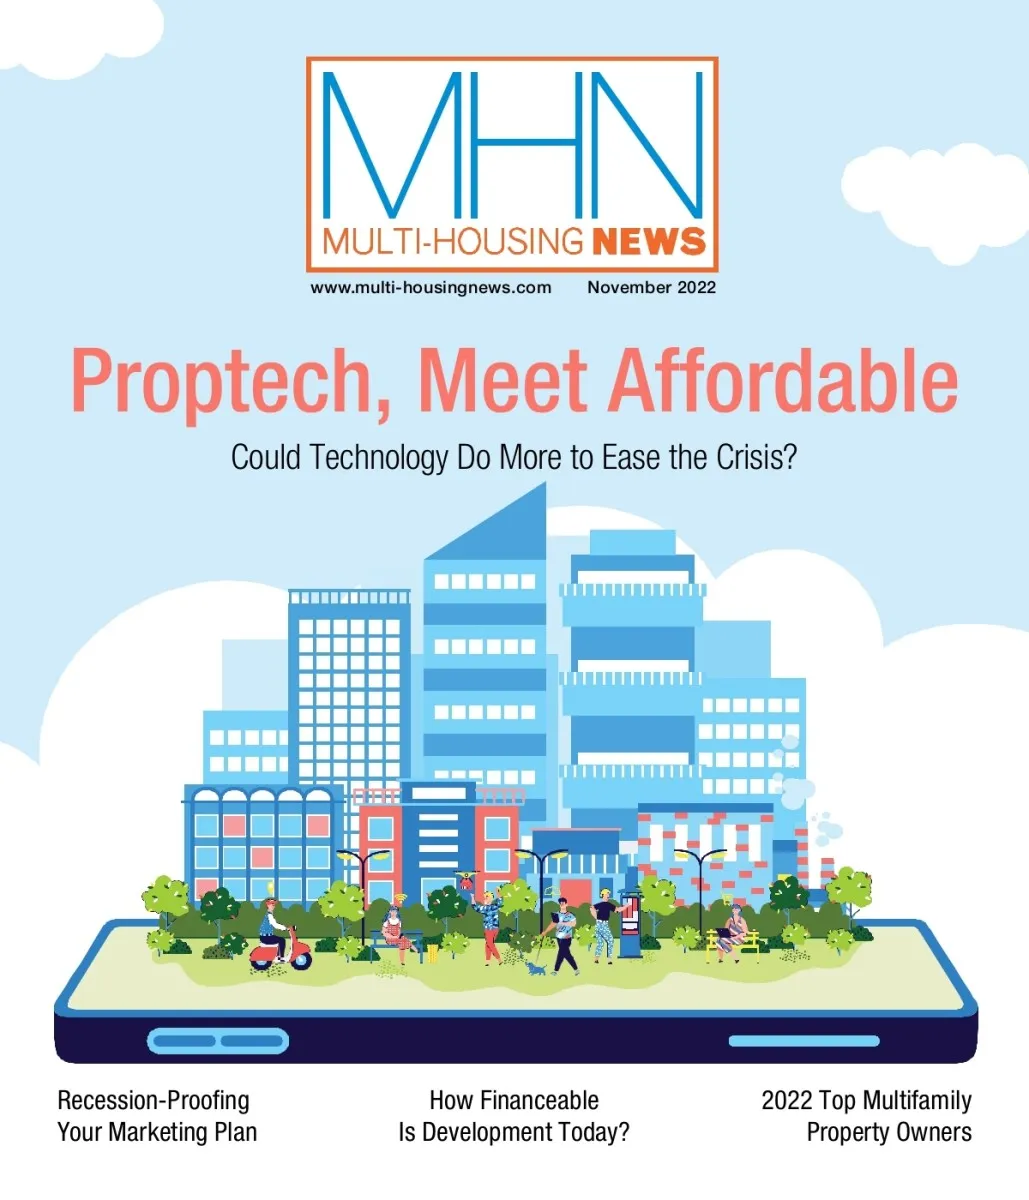 MHN
MULTI-HOUSING NEWS
www.multi-housingnews.com November 2022
Proptech, Meet Affordable
Could Technology Do More to Ease the Crisis?
Recession-Proofing
Your Marketing Plan
How Financeable
Is Development Today?
2022 Top Multifamily
Property Owners